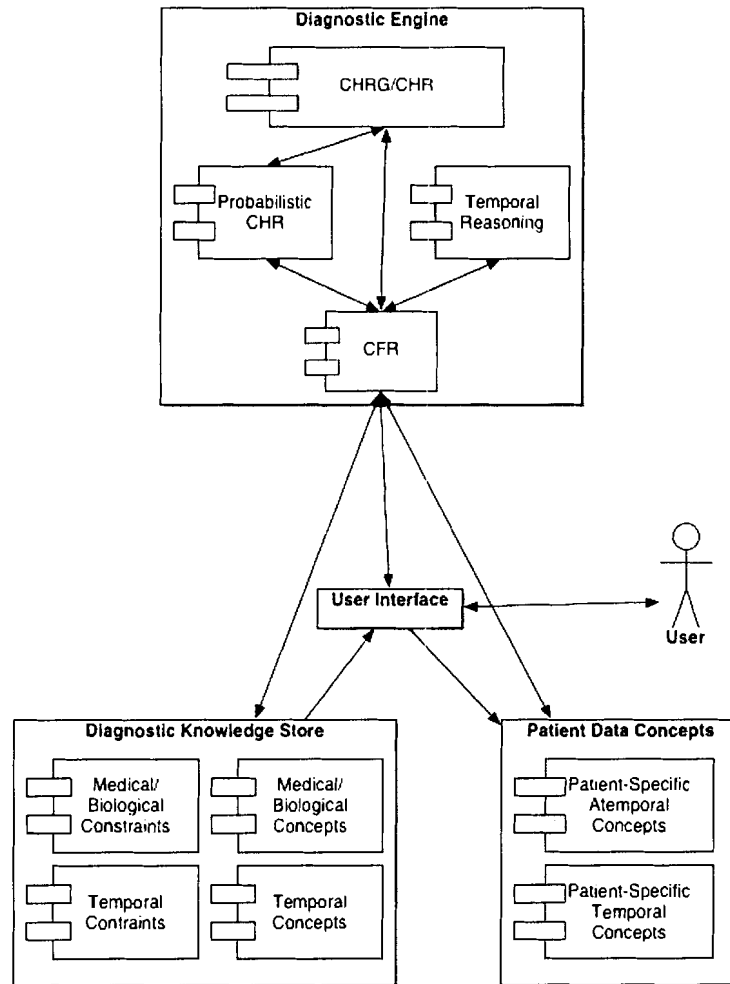 Diagnostic Engine
CHRG/CHR
Probabilistic
CHR
Temporal
Reasoning
CFR
User Interface
User
Diagnostic Knowledge Store
Medical/
Biological
Constraints
Medical/
Biological
Concepts
Temporal
Contraints
Temporal
Concepts
Patient Data Concepts
Patient-Specific
Atemporal
Concepts
Patient-Specific
Temporal
Concepts